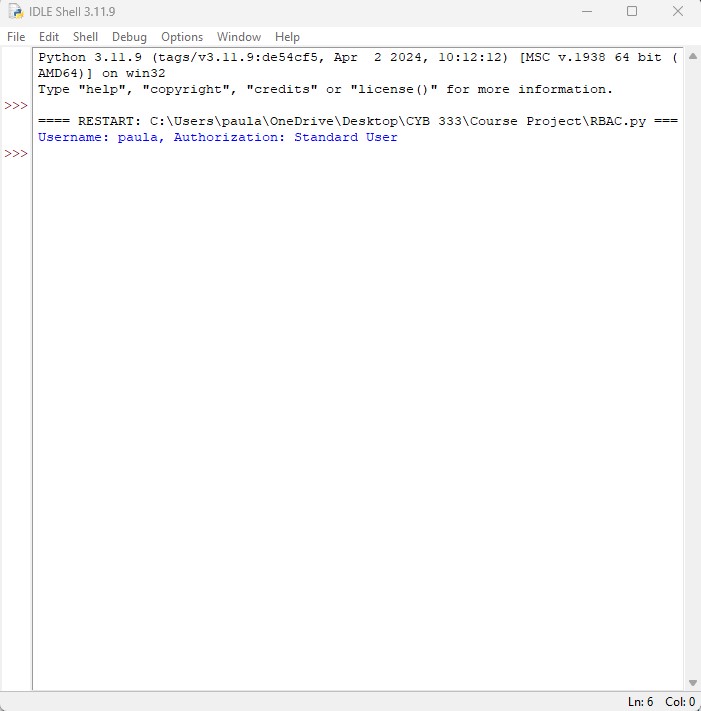 IDLE Shell 3.11.9
File Edit Shell Debug Options Window Help
Python 3.11.9 (tags/v3.11.9:de54cf5, Apr  2 2024, 10:12:12) [MSC v.1938 64 bit (
AMD64)] on win32
Type "help", "copyright", "credits" or "license()" for more information.
>>>
==== RESTART: C:\Users\paula\OneDrive\Desktop\CYB 333\Course Project\RBAC.py ===
Username: paula, Authorization: Standard User
>>>
Ln: 6 Col: 0